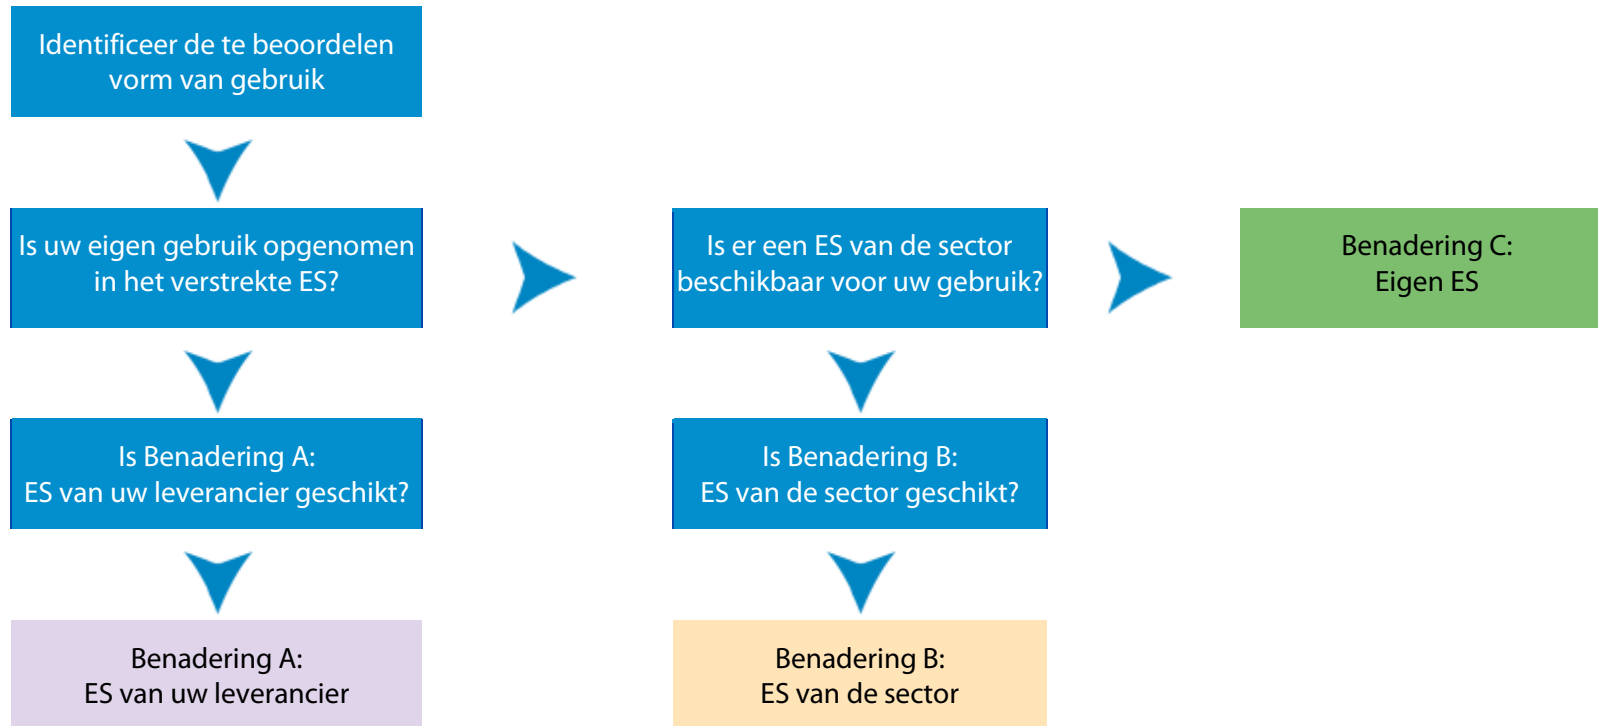 Identificeer de te beoordelen
vorm van gebruik
Is uw eigen gebruik opgenomen
in het verstrekte ES?
Is er een ES van de sector
beschikbaar voor uw gebruik?
Benadering C:
Eigen ES
Is Benadering A:
ES van uw leverancier geschikt?
Is Benadering B:
ES van de sector geschikt?
Benadering A:
ES van uw leverancier
Benadering B:
ES van de sector